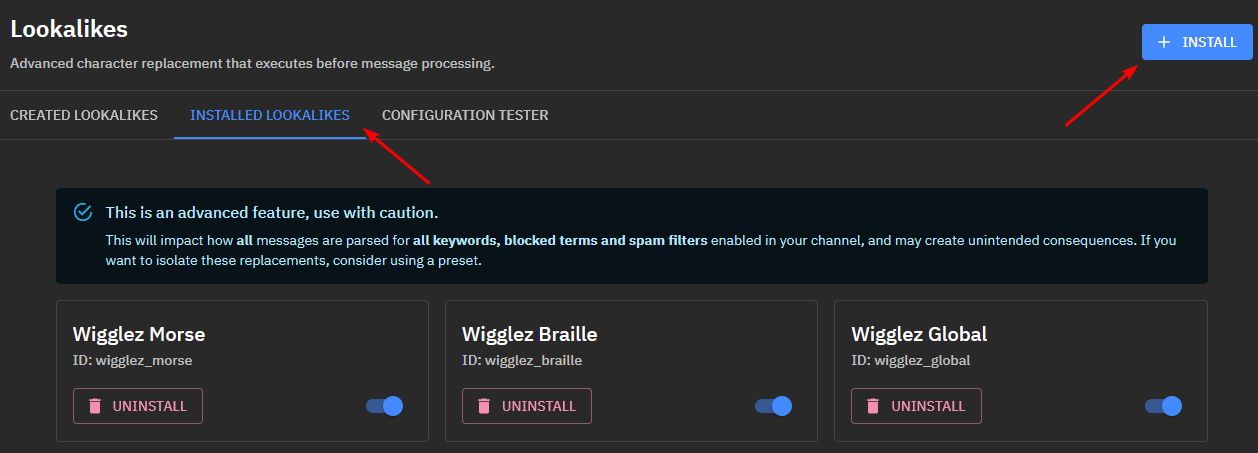 Lookalikes
+ INSTALL
Advanced character replacement that executes before message processing.
CREATED LOOKALIKES INSTALLED LOOKALIKES CONFIGURATION TESTER
This is an advanced feature, use with caution.
This will impact how all messages are parsed for all keywords, blocked terms and spam filters enabled in your channel, and may create unintended consequences. If you
want to isolate these replacements, consider using a preset.
Wigglez Morse
ID: wigglez_morse
UNINSTALL
Wigglez Braille
ID: wigglez_braille
UNINSTALL
Wigglez Global
ID: wigglez_global
UNINSTALL